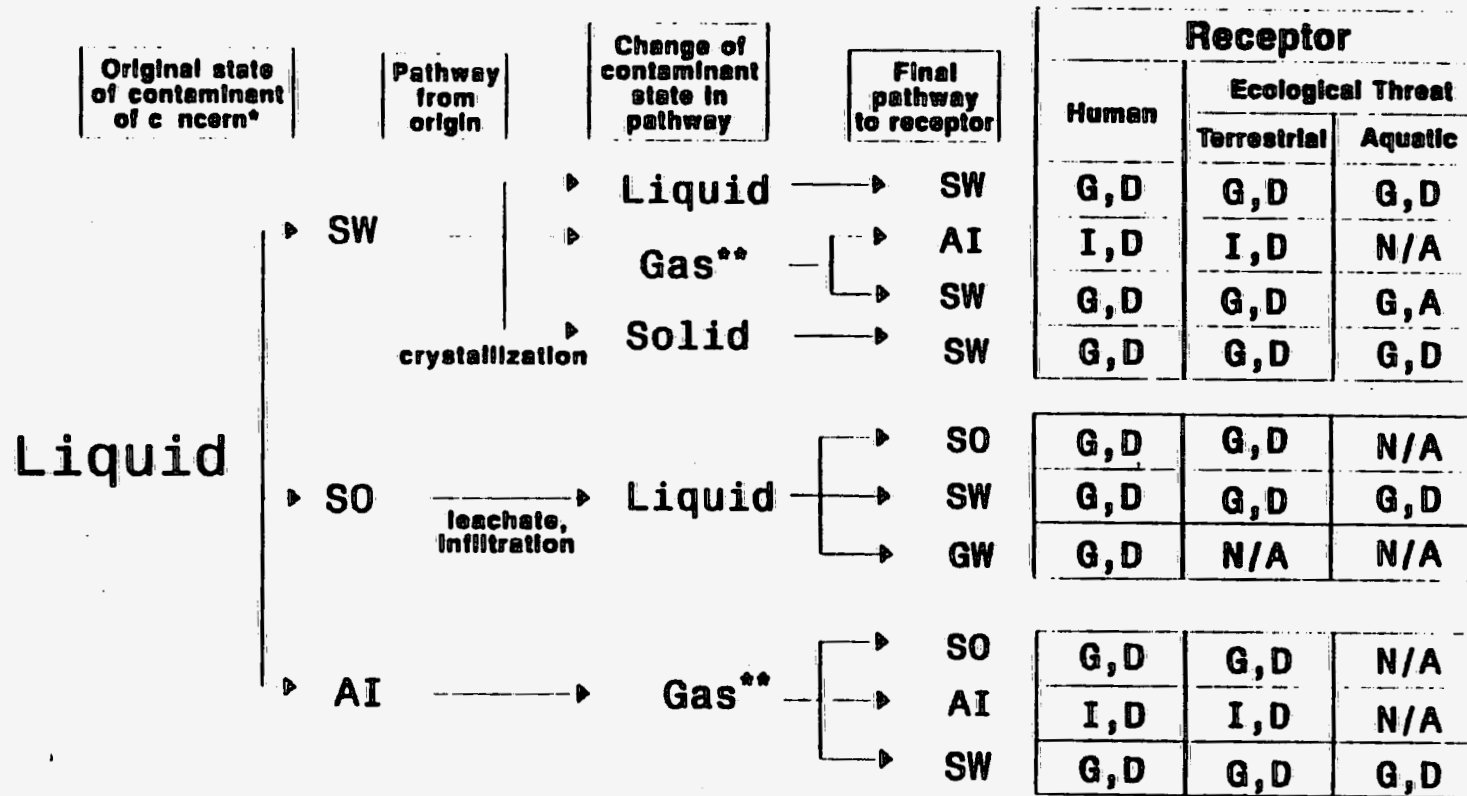 Original state
of contaminant
of c ncern*
Pathway
from
origin
Change of
contaminant
state in
pathway
Final
pathway
to receptor
Receptor
Human
Ecological Threat
Terrestrial
Aquatic
Liquid
SW
crystallization
Liquid
SW
G,D
G,D
G,D
Gas**
AI
I,D
I,D
N/A
SW
G,D
G,D
G,A
Solid
SW
G,D
G,D
G,D
SO
leachate,
infiltration
Liquid
SO
G,D
G,D
N/A
SW
G,D
G,D
G,D
GW
G,D
N/A
N/A
AI
Gas**
SO
G,D
G,D
N/A
AI
I,D
I,D
N/A
SW
G,D
G,D
G,D